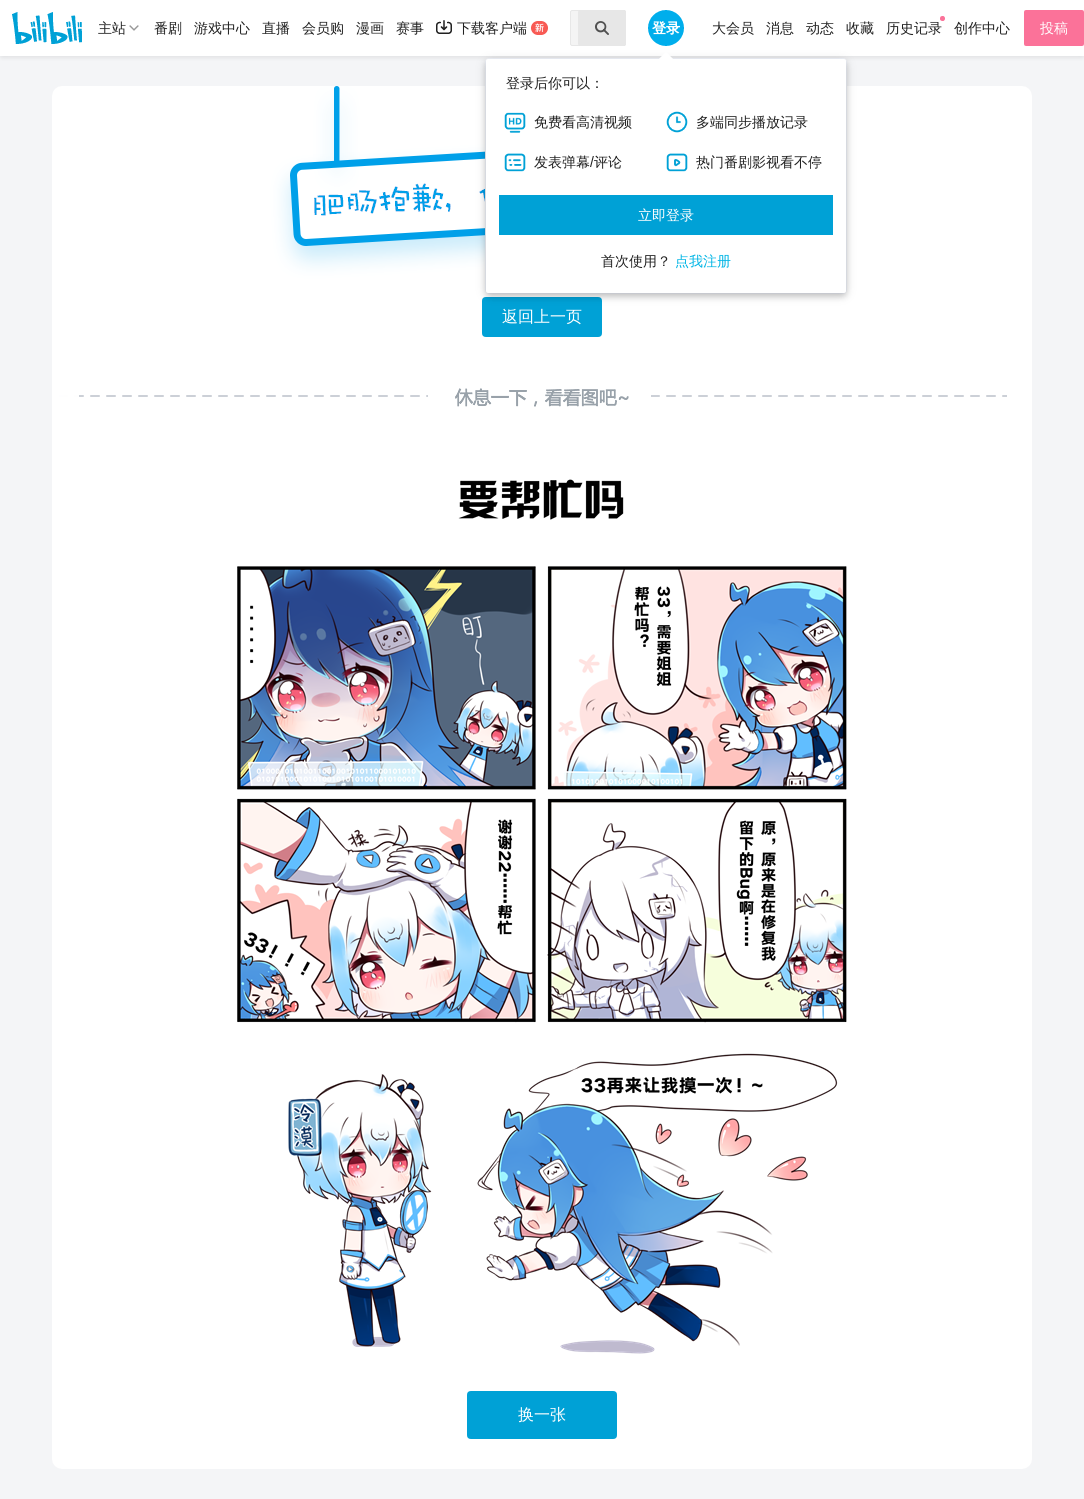 bilibili 主站 番剧 游戏中心 直播 会员购 漫画 赛事 下载客户端 新 登录 大会员 消息 动态 收藏 历史记录 创作中心 投稿
登录后你可以：
HD 免费看高清视频 多端同步播放记录
发表弹幕/评论 热门番剧影视看不停
立即登录
首次使用？ 点我注册
肥肠抱歉，
返回上一页
休息一下，看看图吧~
要帮忙吗
······
盯
33，需要姐姐
帮忙吗？
揉
谢谢22······帮忙
33！！！
原，原来是在修复我
留下的Bug啊······
33再来让我摸一次！~
冷漠
换一张